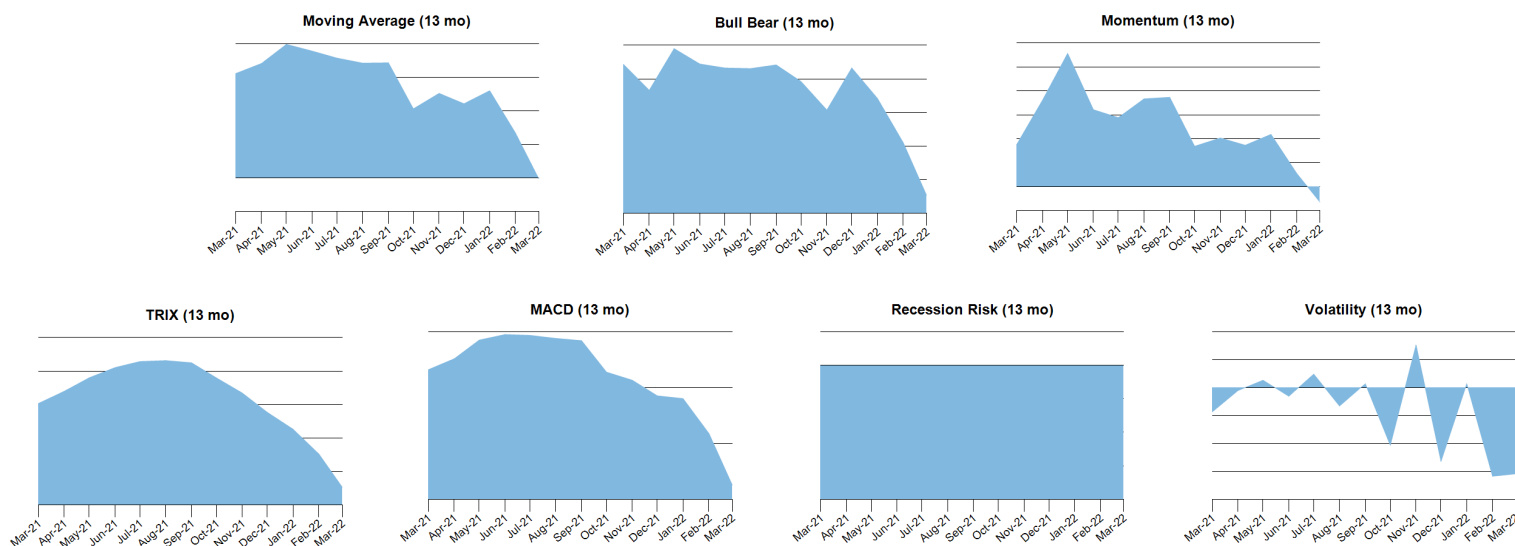 Moving Average (13 mo)
Mar-21
Apr-21
May-21
Jun-21
Jul-21
Aug-21
Sep-21
Oct-21
Nov-21
Dec-21
Jan-22
Feb-22
Mar-22
Bull Bear (13 mo)
Mar-21
Apr-21
May-21
Jun-21
Jul-21
Aug-21
Sep-21
Oct-21
Nov-21
Dec-21
Jan-22
Feb-22
Mar-22
Momentum (13 mo)
Mar-21
Apr-21
May-21
Jun-21
Jul-21
Aug-21
Sep-21
Oct-21
Nov-21
Dec-21
Jan-22
Feb-22
Mar-22
TRIX (13 mo)
Mar-21
Apr-21
May-21
Jun-21
Jul-21
Aug-21
Sep-21
Oct-21
Nov-21
Dec-21
Jan-22
Feb-22
Mar-22
MACD (13 mo)
Mar-21
Apr-21
May-21
Jun-21
Jul-21
Aug-21
Sep-21
Oct-21
Nov-21
Dec-21
Jan-22
Feb-22
Mar-22
Recession Risk (13 mo)
Mar-21
Apr-21
May-21
Jun-21
Jul-21
Aug-21
Sep-21
Oct-21
Nov-21
Dec-21
Jan-22
Feb-22
Mar-22
Volatility (13 mo)
Mar-21
Apr-21
May-21
Jun-21
Jul-21
Aug-21
Sep-21
Oct-21
Nov-21
Dec-21
Jan-22
Feb-22
Mar-22